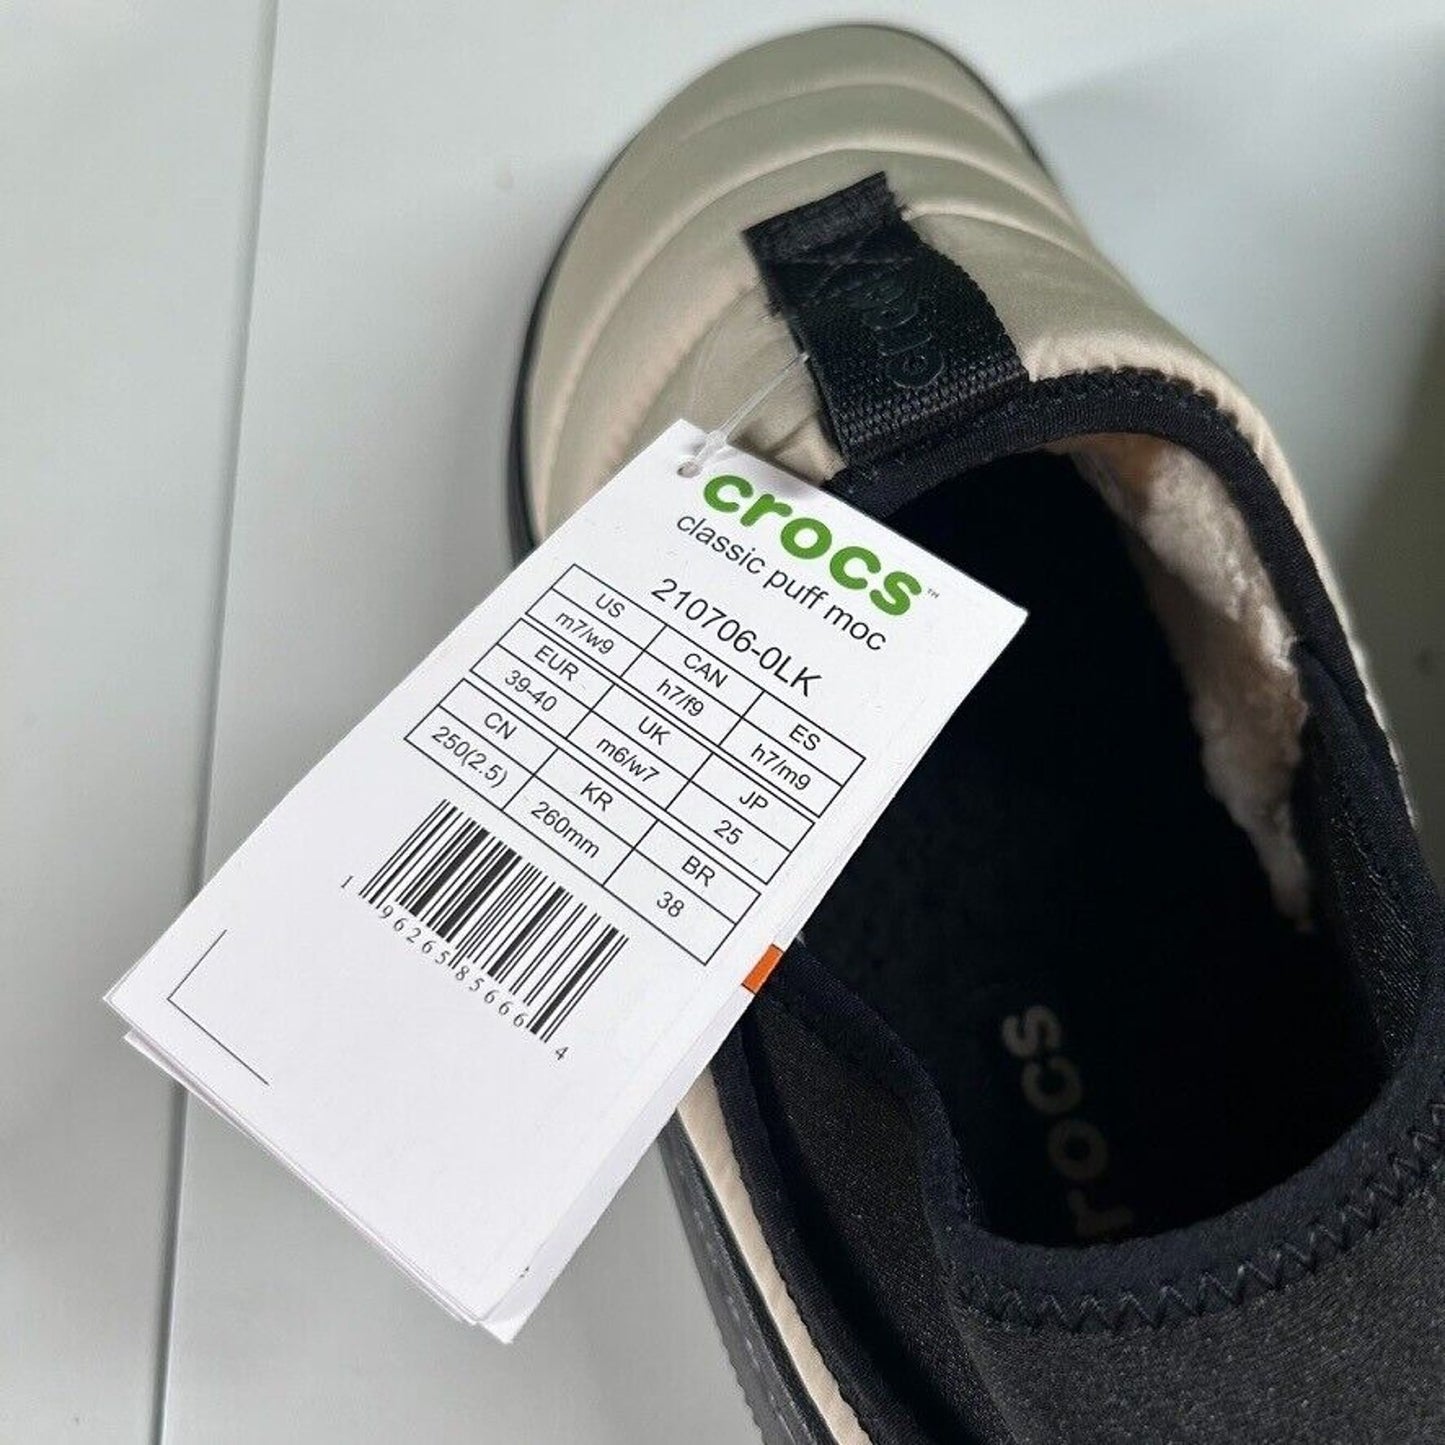 crocs
crocs™
classic puff moc
210706-0LK
US CAN ES
m7/w9 h7/f9 h7/m9
EUR UK JP
39-40 m6/w7 25
CN KR BR
250(2.5) 260mm 38
1 96265 85666 4
crocs